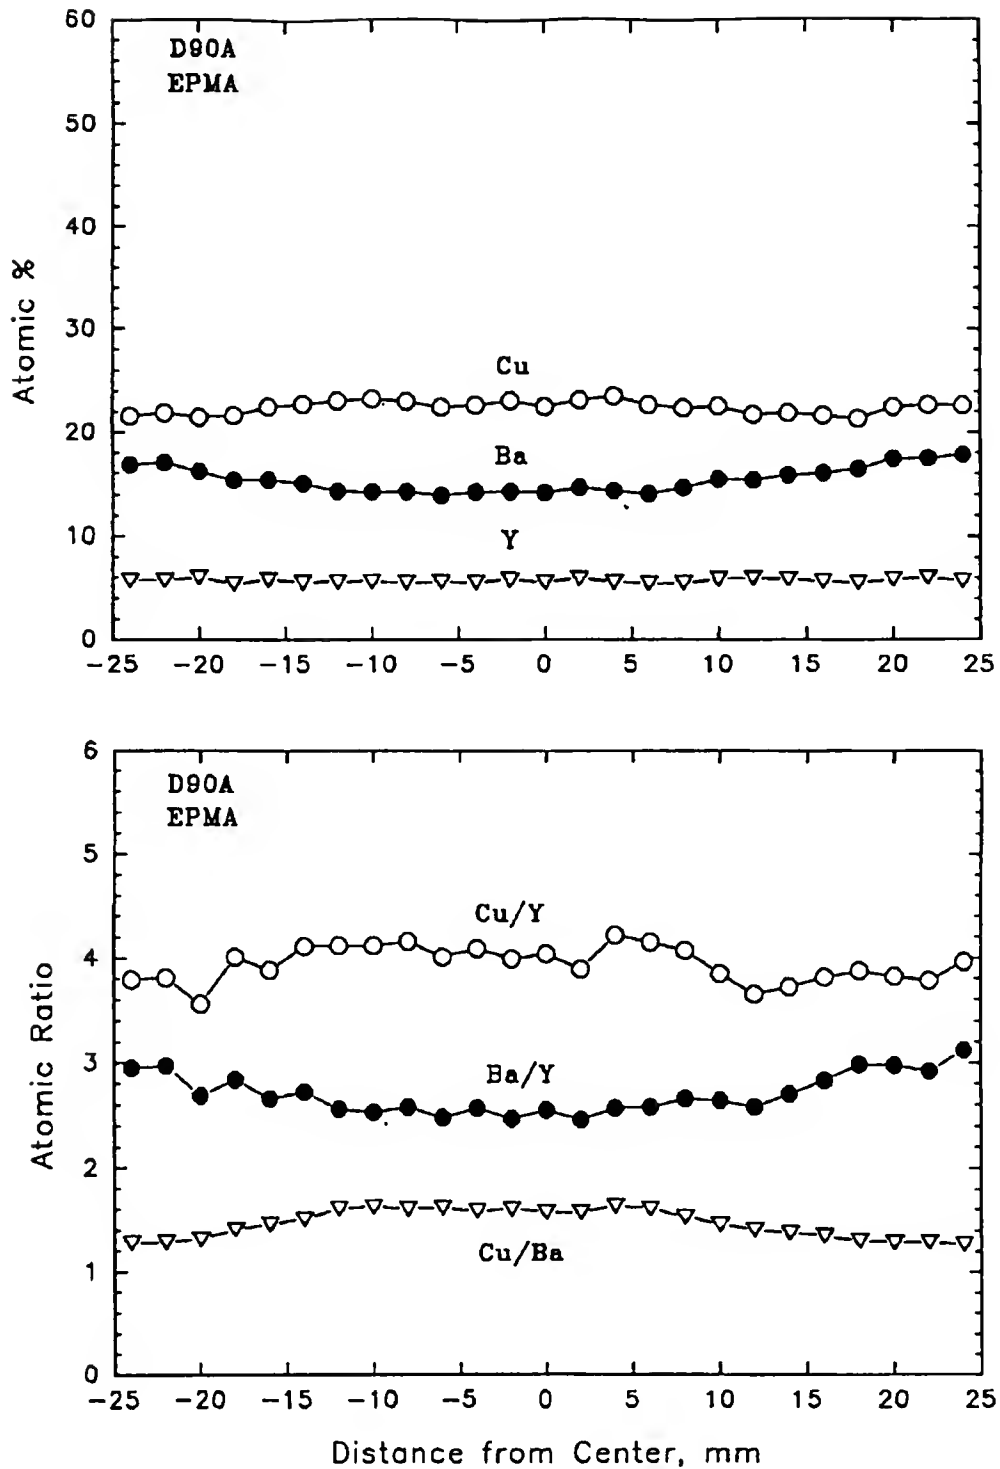 60
50
40
30
20
10
0
Atomic %
D90A
EPMA
Cu
Ba
Y
−25 −20 −15 −10 −5 0 5 10 15 20 25
6
5
4
3
2
1
0
Atomic Ratio
D90A
EPMA
Cu/Y
Ba/Y
Cu/Ba
−25 −20 −15 −10 −5 0 5 10 15 20 25
Distance from Center, mm